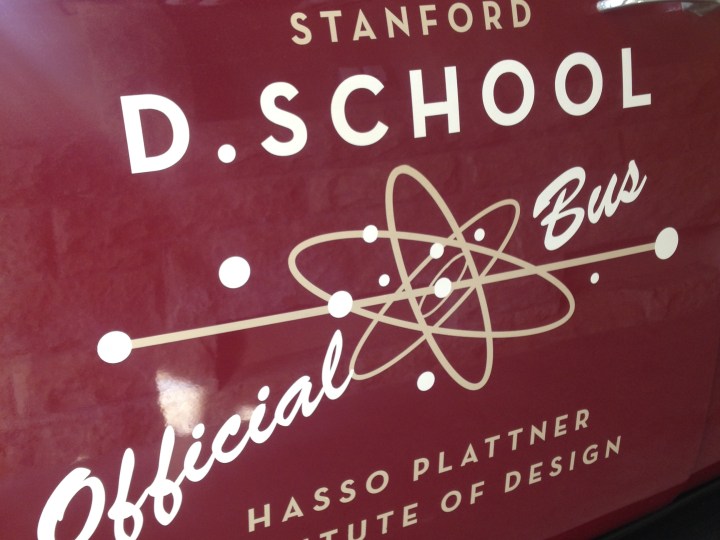 STANFORD
D.SCHOOL
Bus
Official
HASSO PLATTNER
OF DESIGN